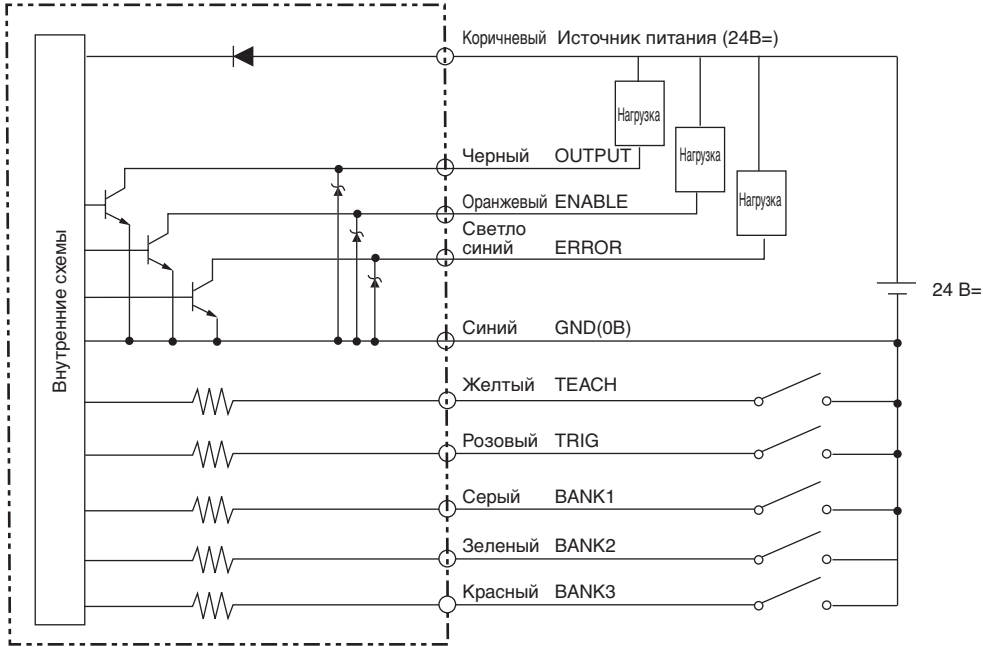 Коричневый Источник питания (24В=)
Нагрузка
Нагрузка
Нагрузка
Черный OUTPUT
Оранжевый ENABLE
Светло
синий ERROR
24 В=
Синий GND(0В)
Внутренние схемы
Желтый TEACH
Розовый TRIG
Серый BANK1
Зеленый BANK2
Красный BANK3